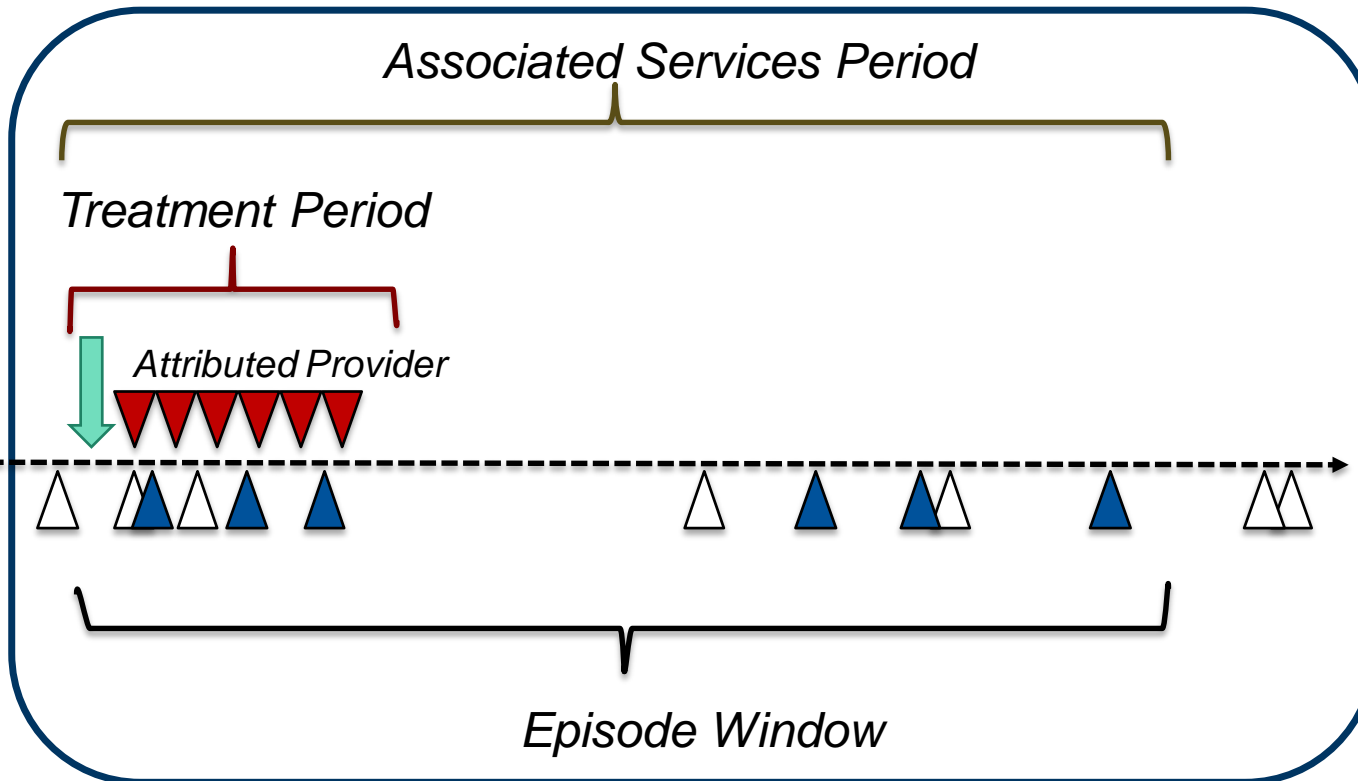 Associated Services Period
Treatment Period
Attributed Provider
Episode Window